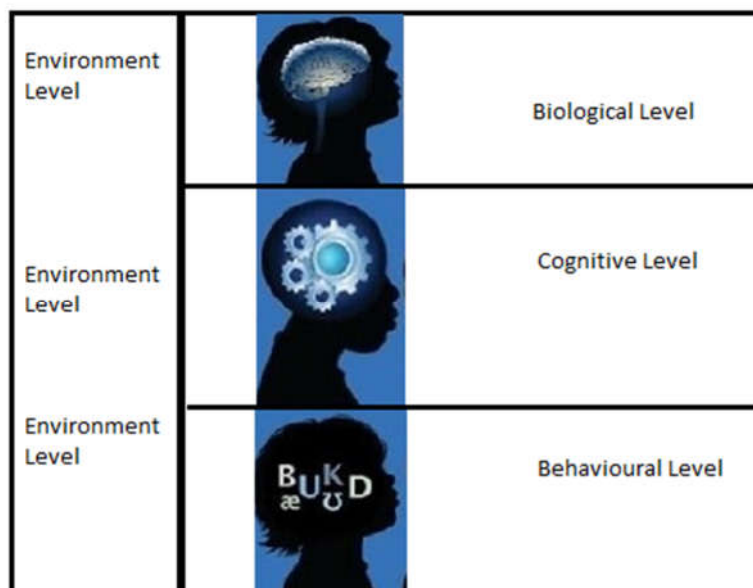 Environment
Level
Biological Level
Environment
Level
Cognitive Level
Environment
Level
Behavioural Level
B U K D
æ ʊ